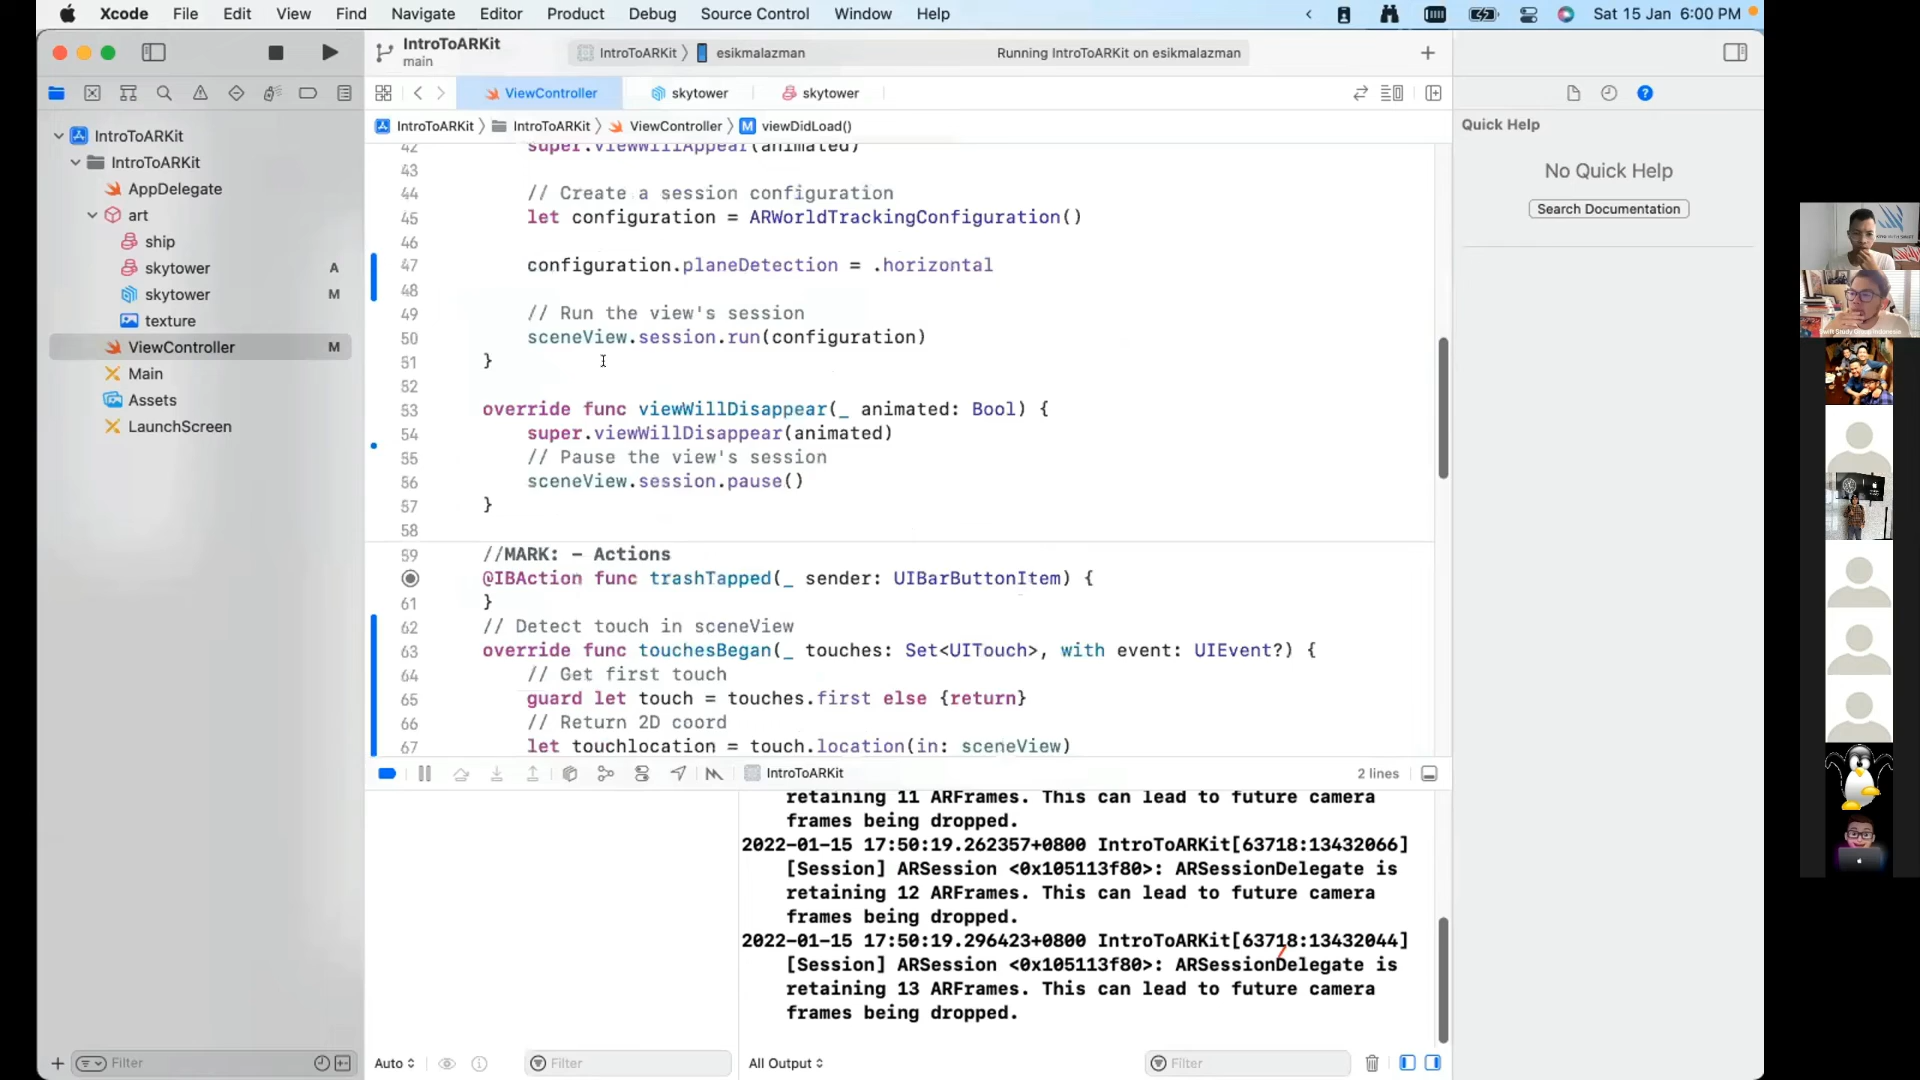 Xcode File Edit View Find Navigate Editor Product Debug Source Control Window Help Sat 15 Jan 6:00 PM
IntroToARKit
main
IntroToARKit esikmalazman Running IntroToARKit on esikmalazman
ViewController skytower skytower
IntroToARKit IntroToARKit ViewController M viewDidLoad()
IntroToARKit
IntroToARKit
AppDelegate
art
ship
skytower A
skytower M
texture
ViewController M
Main
Assets
LaunchScreen
42 super.viewWillAppear(animated)
43
44 // Create a session configuration
45 let configuration = ARWorldTrackingConfiguration()
46
47 configuration.planeDetection = .horizontal
48
49 // Run the view's session
50 sceneView.session.run(configuration)
51 }
52
53 override func viewWillDisappear(_ animated: Bool) {
54 super.viewWillDisappear(animated)
55 // Pause the view's session
56 sceneView.session.pause()
57 }
58
59 //MARK: - Actions
@IBAction func trashTapped(_ sender: UIBarButtonItem) {
61 }
62 // Detect touch in sceneView
63 override func touchesBegan(_ touches: Set<UITouch>, with event: UIEvent?) {
64 // Get first touch
65 guard let touch = touches.first else {return}
66 // Return 2D coord
67 let touchlocation = touch.location(in: sceneView)
IntroToARKit 2 lines
retaining 11 ARFrames. This can lead to future camera
frames being dropped.
2022-01-15 17:50:19.262357+0800 IntroToARKit[63718:13432066]
[Session] ARSession <0x105113f80>: ARSessionDelegate is
retaining 12 ARFrames. This can lead to future camera
frames being dropped.
2022-01-15 17:50:19.296423+0800 IntroToARKit[63718:13432044]
[Session] ARSession <0x105113f80>: ARSessionDelegate is
retaining 13 ARFrames. This can lead to future camera
frames being dropped.
Filter
Auto Filter
All Output Filter
Quick Help
No Quick Help
Search Documentation
Swift Study Group Indonesia